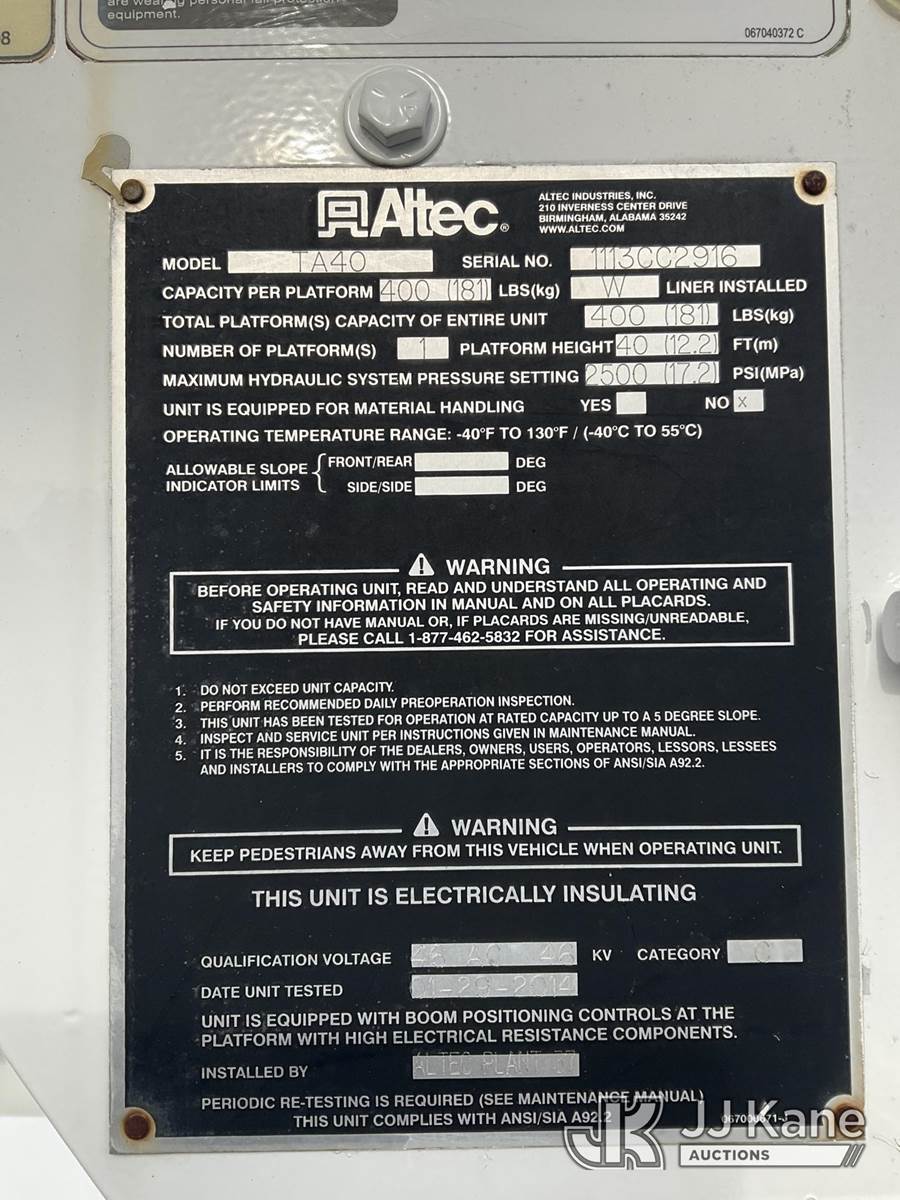 are wearing personal fall protection
equipment.
8
067040372 C
Altec®
ALTEC INDUSTRIES, INC.
210 INVERNESS CENTER DRIVE
BIRMINGHAM, ALABAMA 35242
WWW.ALTEC.COM
MODEL TA40 SERIAL NO. 1113CC2916
CAPACITY PER PLATFORM 400 (181) LBS(kg) W LINER INSTALLED
TOTAL PLATFORM(S) CAPACITY OF ENTIRE UNIT 400 (181) LBS(kg)
NUMBER OF PLATFORM(S) 1 PLATFORM HEIGHT 40 (12.2) FT(m)
MAXIMUM HYDRAULIC SYSTEM PRESSURE SETTING 2500 (17.2) PSI(MPa)
UNIT IS EQUIPPED FOR MATERIAL HANDLING YES NO X
OPERATING TEMPERATURE RANGE: -40°F TO 130°F / (-40°C TO 55°C)
ALLOWABLE SLOPE INDICATOR LIMITS
FRONT/REAR DEG
SIDE/SIDE DEG
WARNING
BEFORE OPERATING UNIT, READ AND UNDERSTAND ALL OPERATING AND
SAFETY INFORMATION IN MANUAL AND ON ALL PLACARDS.
IF YOU DO NOT HAVE MANUAL OR, IF PLACARDS ARE MISSING/UNREADABLE,
PLEASE CALL 1-877-462-5832 FOR ASSISTANCE.
1. DO NOT EXCEED UNIT CAPACITY.
2. PERFORM RECOMMENDED DAILY PREOPERATION INSPECTION.
3. THIS UNIT HAS BEEN TESTED FOR OPERATION AT RATED CAPACITY UP TO A 5 DEGREE SLOPE.
4. INSPECT AND SERVICE UNIT PER INSTRUCTIONS GIVEN IN MAINTENANCE MANUAL.
5. IT IS THE RESPONSIBILITY OF THE DEALERS, OWNERS, USERS, OPERATORS, LESSORS, LESSEES
AND INSTALLERS TO COMPLY WITH THE APPROPRIATE SECTIONS OF ANSI/SIA A92.2.
WARNING
KEEP PEDESTRIANS AWAY FROM THIS VEHICLE WHEN OPERATING UNIT.
THIS UNIT IS ELECTRICALLY INSULATING
QUALIFICATION VOLTAGE 46 AC 46 KV CATEGORY C
DATE UNIT TESTED 01-29-2014
UNIT IS EQUIPPED WITH BOOM POSITIONING CONTROLS AT THE
PLATFORM WITH HIGH ELECTRICAL RESISTANCE COMPONENTS.
INSTALLED BY ALTEC PLANT
PERIODIC RE-TESTING IS REQUIRED (SEE MAINTENANCE MANUAL)
THIS UNIT COMPLIES WITH ANSI/SIA A92.2
JK JJ Kane
AUCTIONS